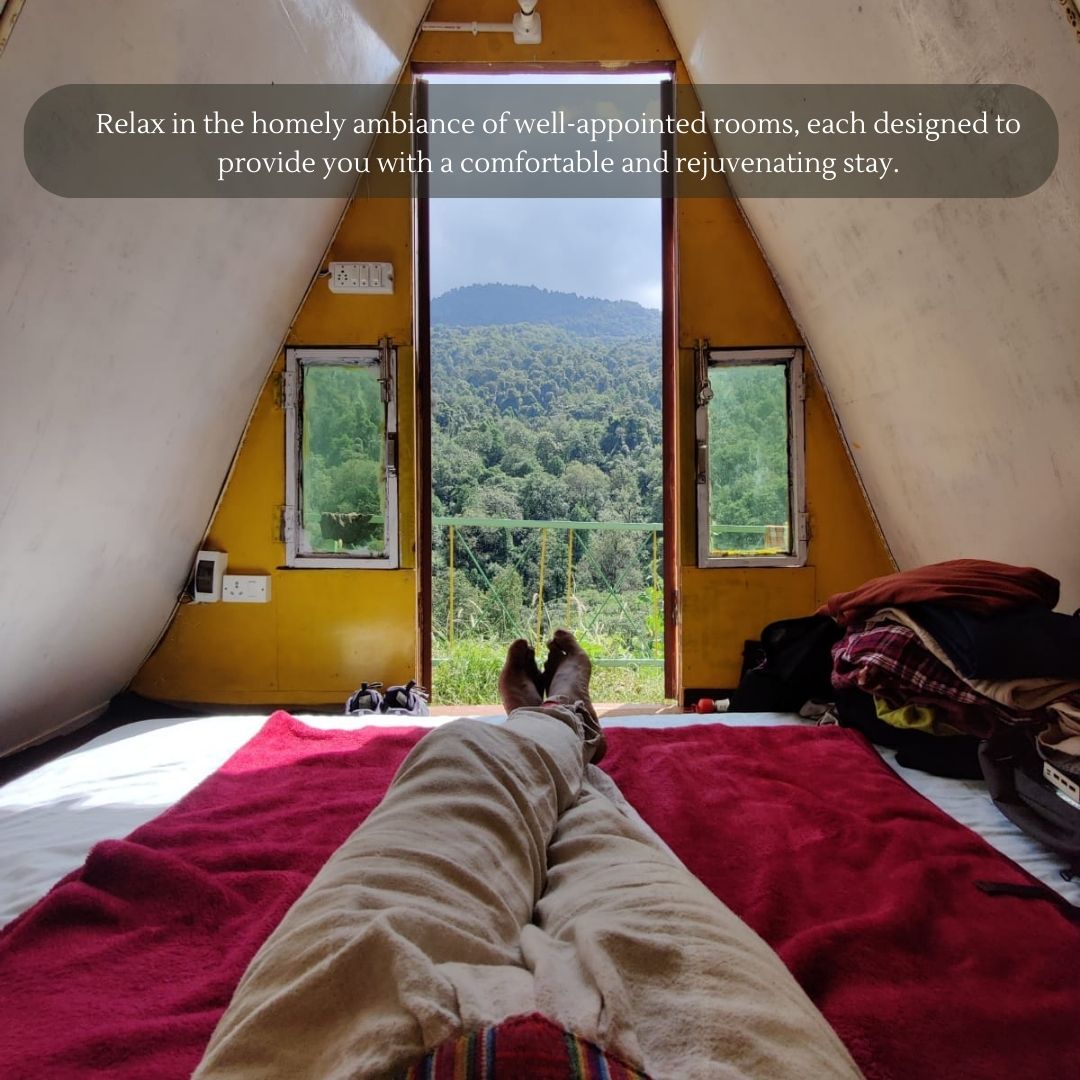 Relax in the homely ambiance of well-appointed rooms, each designed to
provide you with a comfortable and rejuvenating stay.